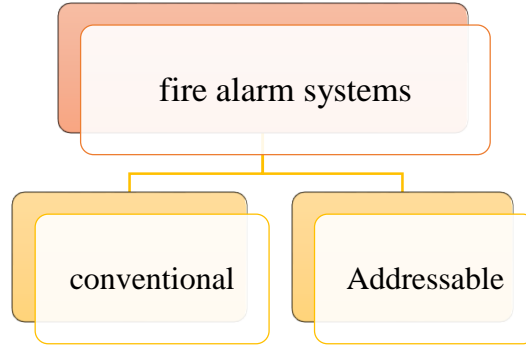 fire alarm systems
conventional
Addressable